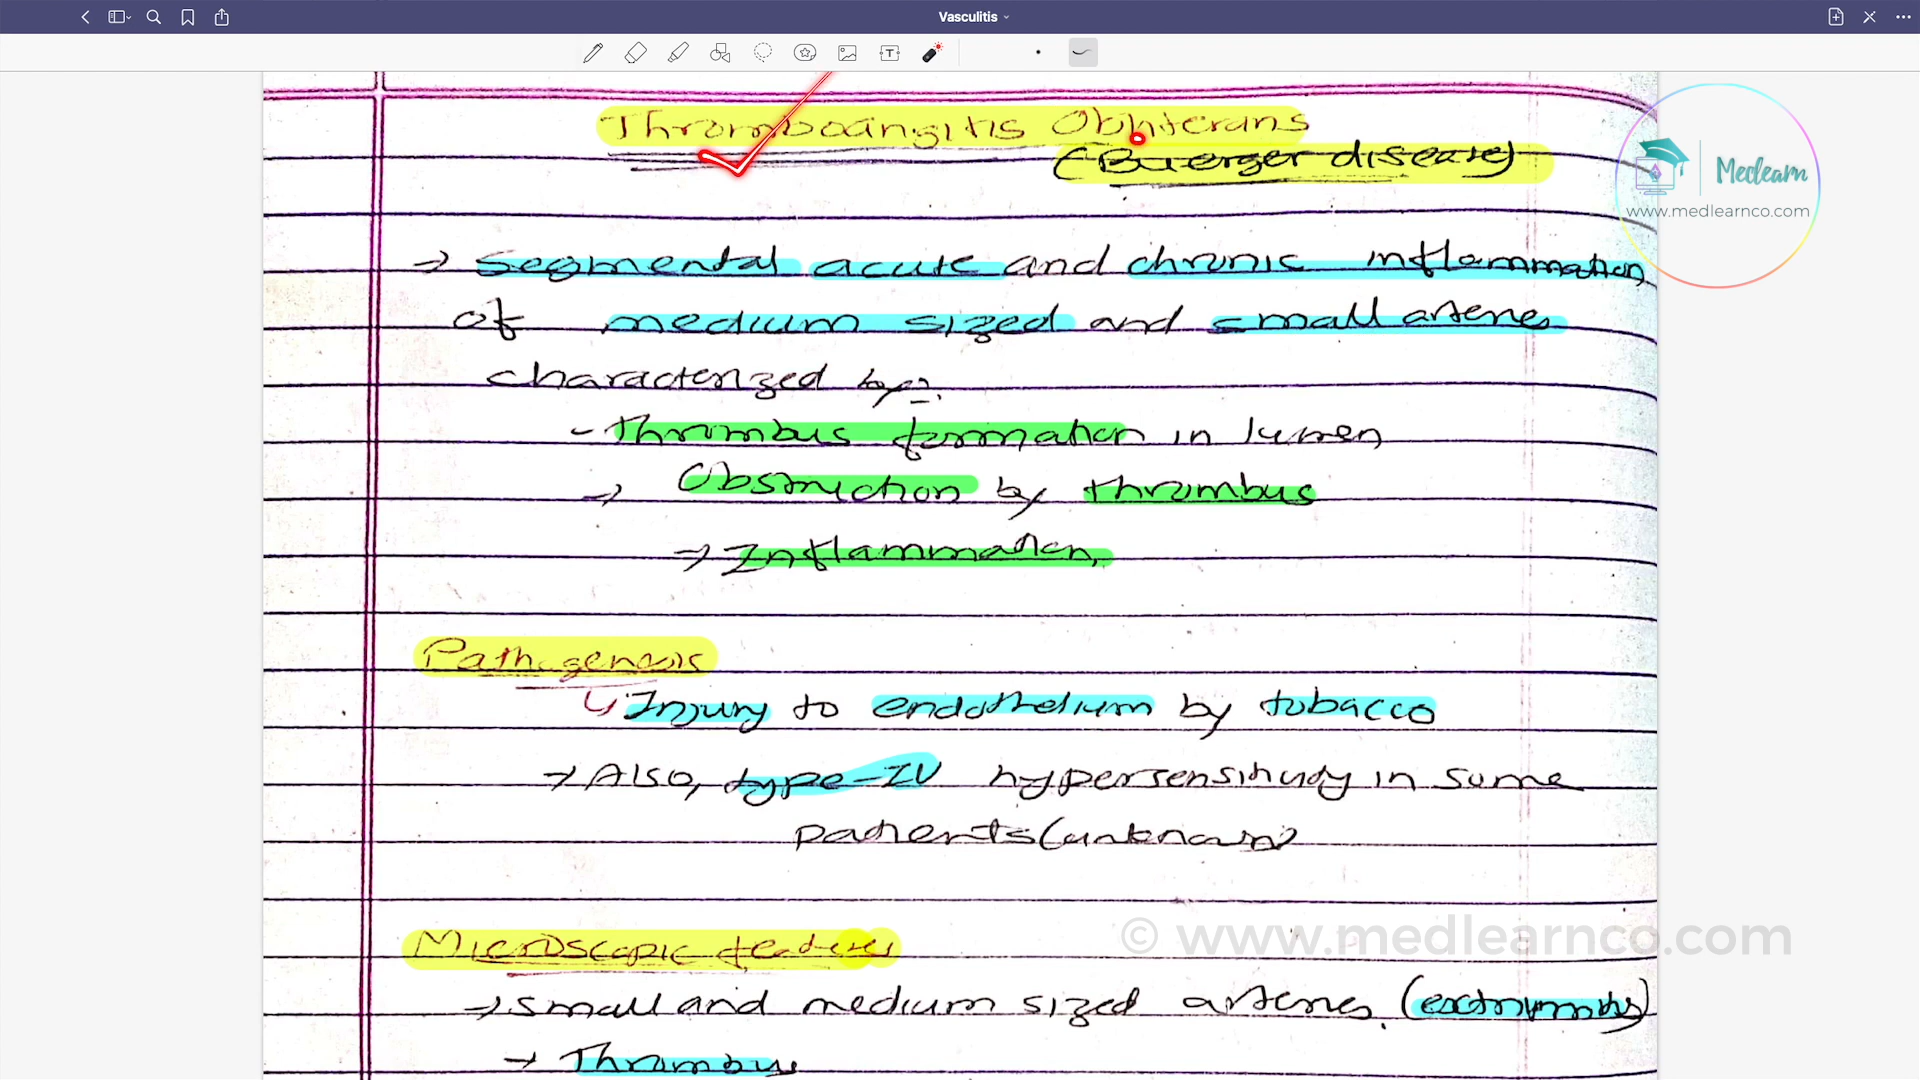 Vasculitis
Thromboangitis Obliterans
(Buerger disease)
Medlearn
www.medlearnco.com
→ segmental acute and chronic inflammation
of medium sized and small arteries
characterized by:
- Thrombus formation in lumen
→ Obstruction by thrombus
→ Inflammation
Pathogenesis
↳ Injury to endothelium by tobacco
→ Also, type-IV hypersensitivity in some
patients (unknown)
© www.medlearnco.com
Microscopic features
→ small and medium sized arteries. (extrimities)
→ Thrombus